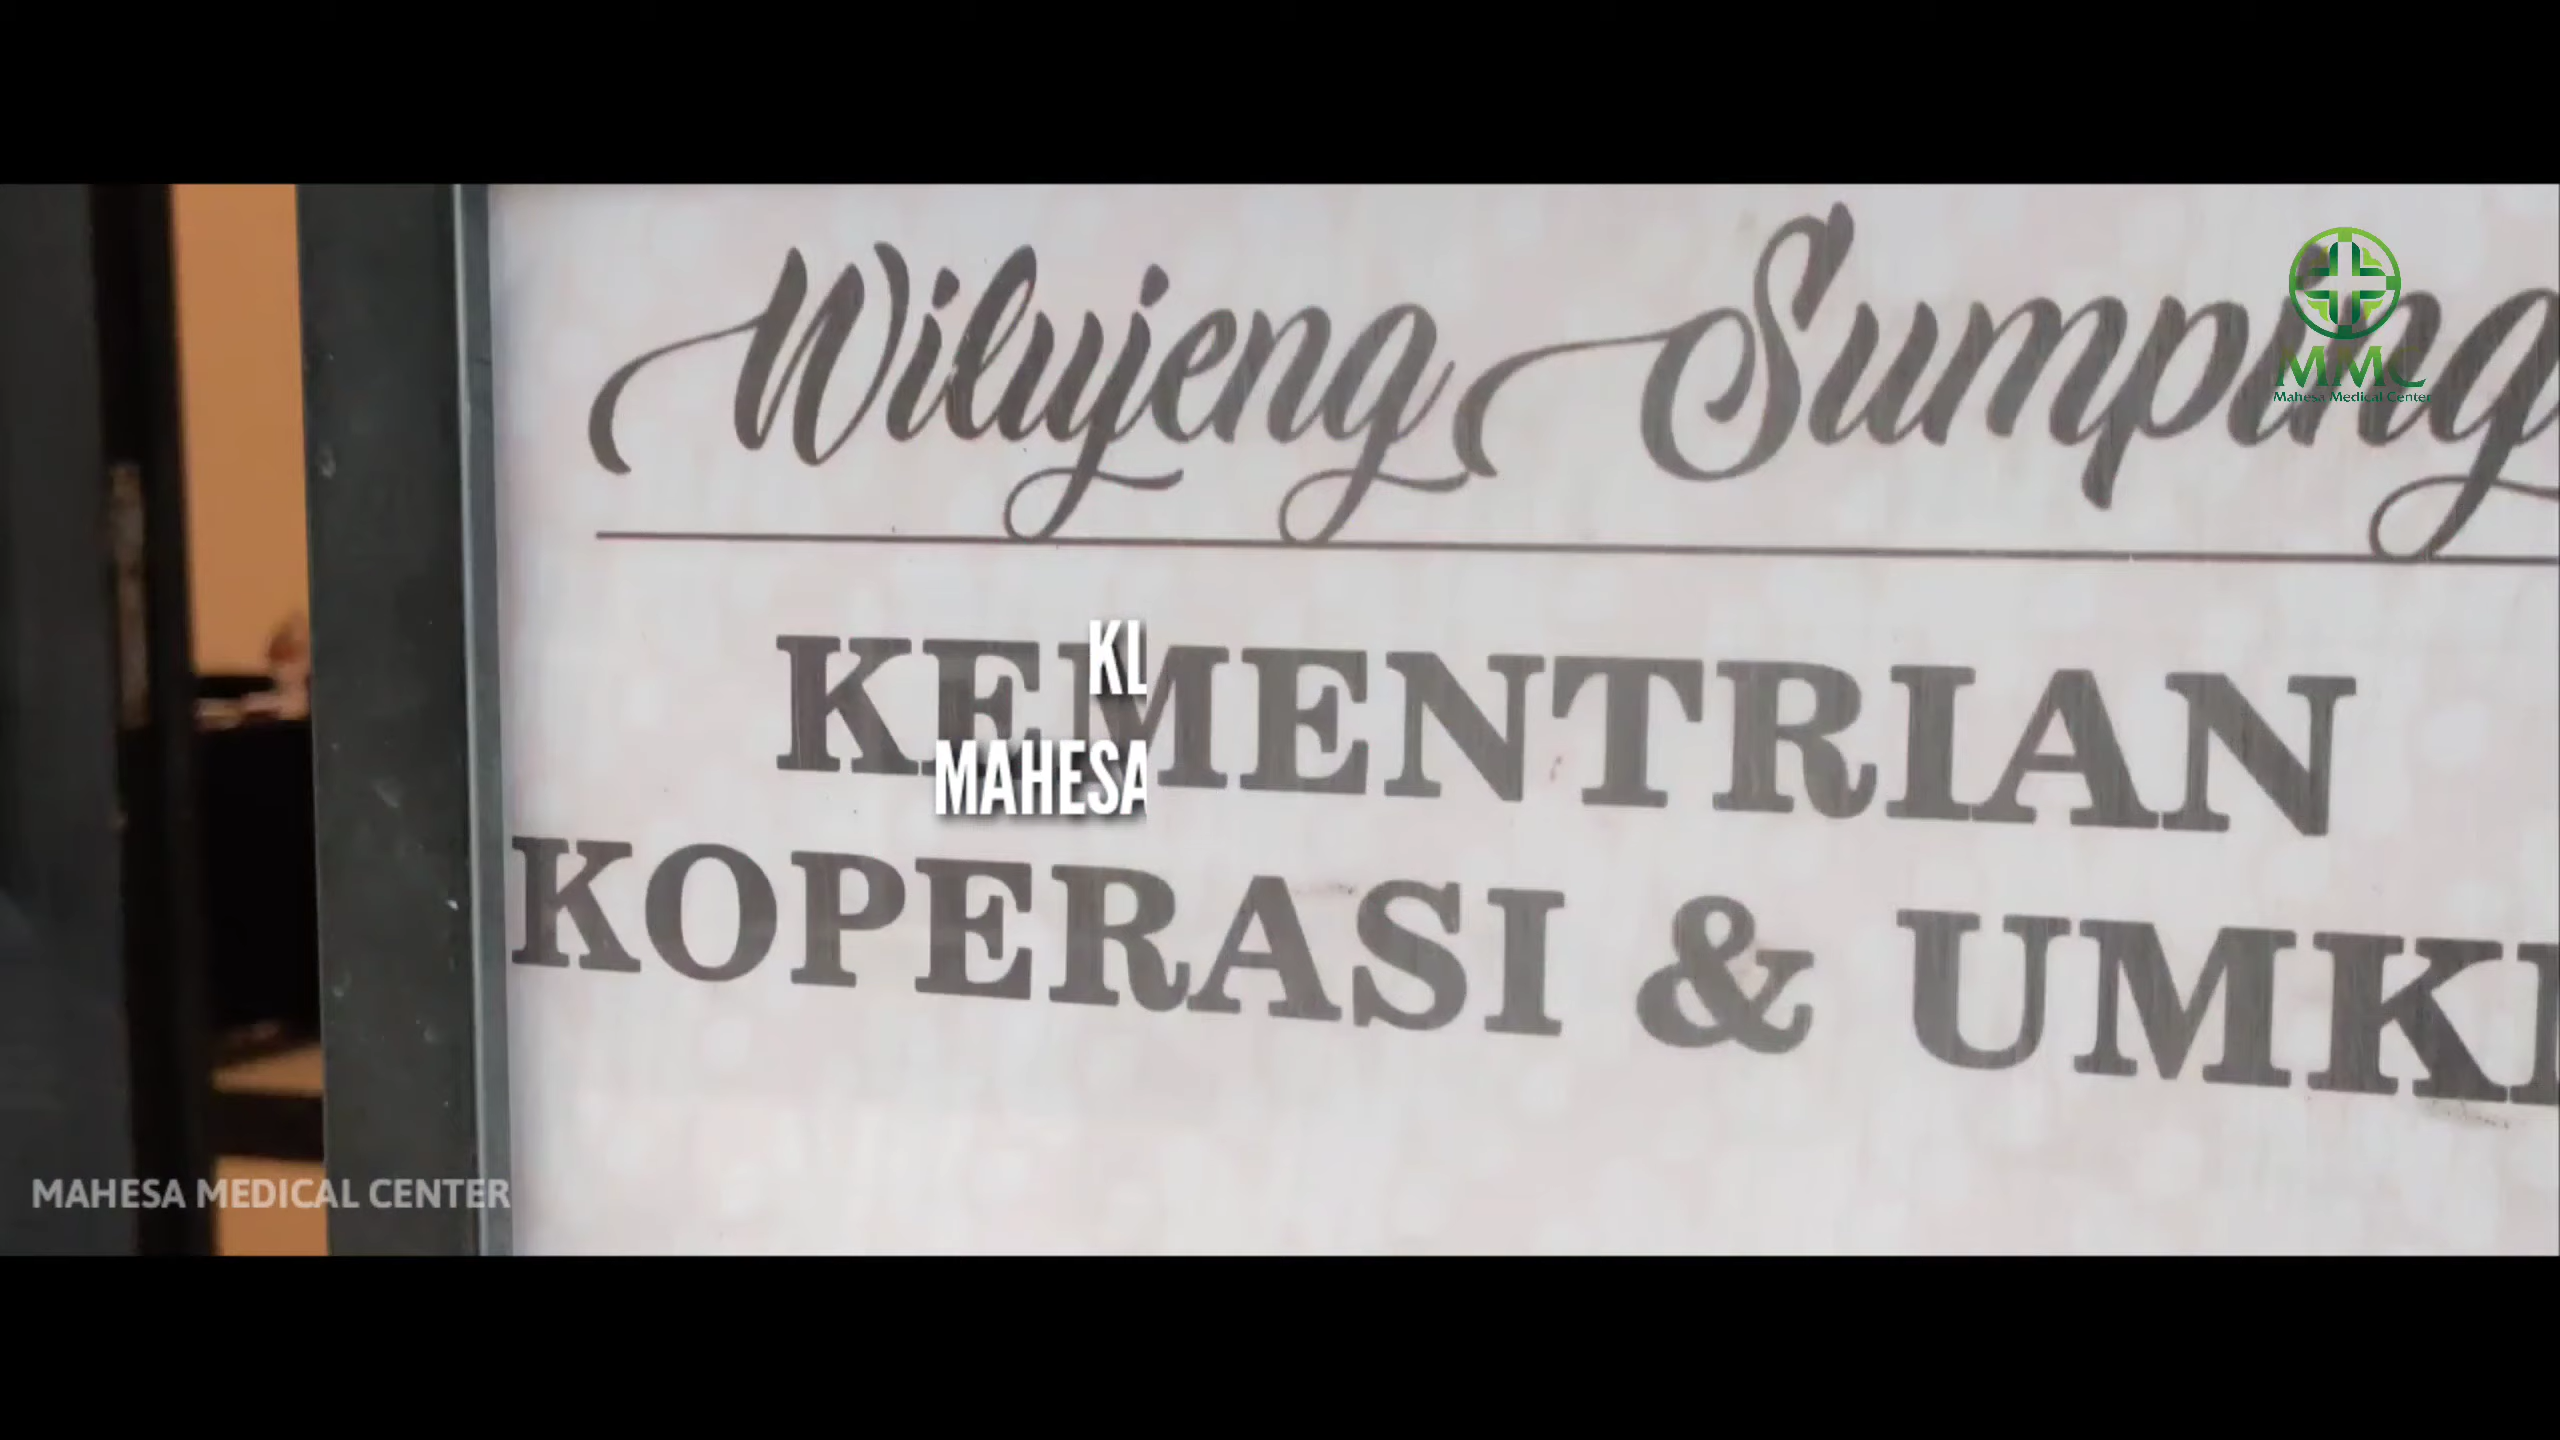 Wilujeng Sumping
KEMENTRIAN
KOPERASI & UMK
KL
MAHESA
MMC
Mahesa Medical Center
MAHESA MEDICAL CENTER